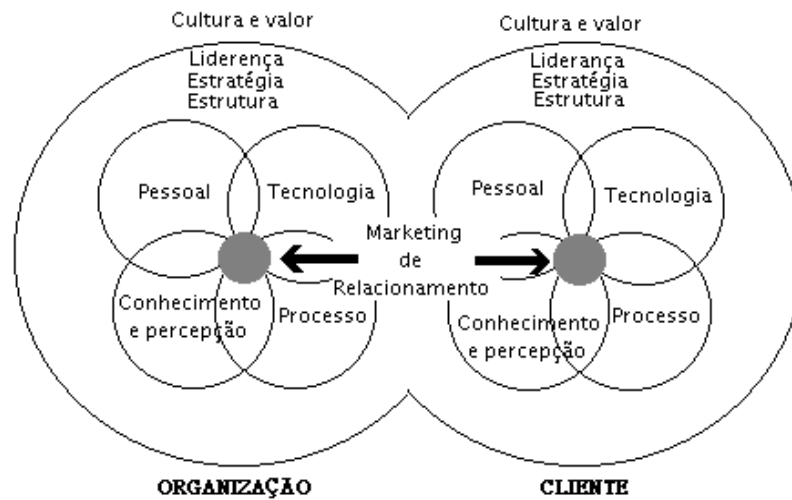 Cultura e valor
Liderença
Estratégia
Estrutura
Pessoal
Tecnologia
Conhecimento
e percepção
Processo
ORGANIZAÇÃO
Marketing
de
Relacionamento
Cultura e valor
Liderança
Estratégia
Estrutura
Pessoal
Tecnologia
Conhecimento
e percepção
Processo
CLIENTE